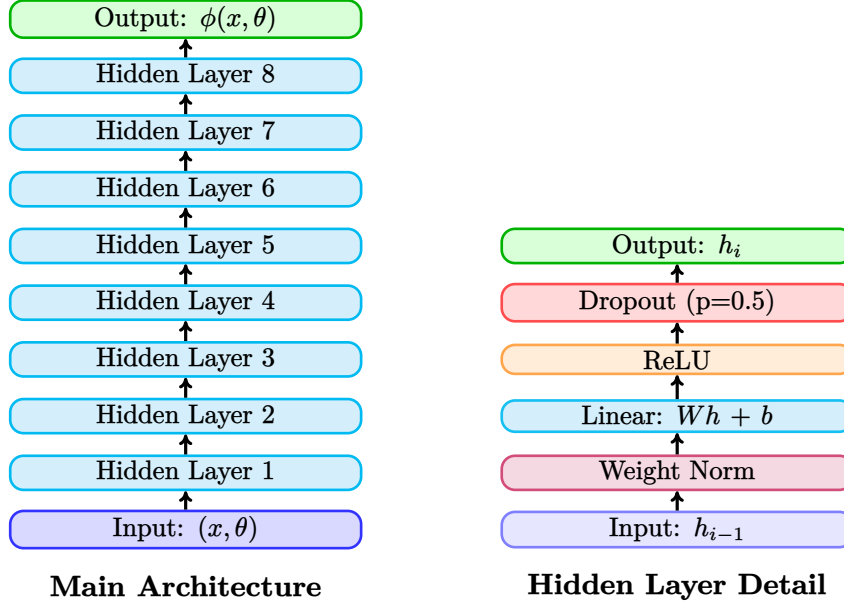 Output: ϕ(x, θ)
Hidden Layer 8
Hidden Layer 7
Hidden Layer 6
Hidden Layer 5
Hidden Layer 4
Hidden Layer 3
Hidden Layer 2
Hidden Layer 1
Input: (x, θ)
Main Architecture
Output: hᵢ
Dropout (p=0.5)
ReLU
Linear: Wh + b
Weight Norm
Input: hᵢ₋₁
Hidden Layer Detail